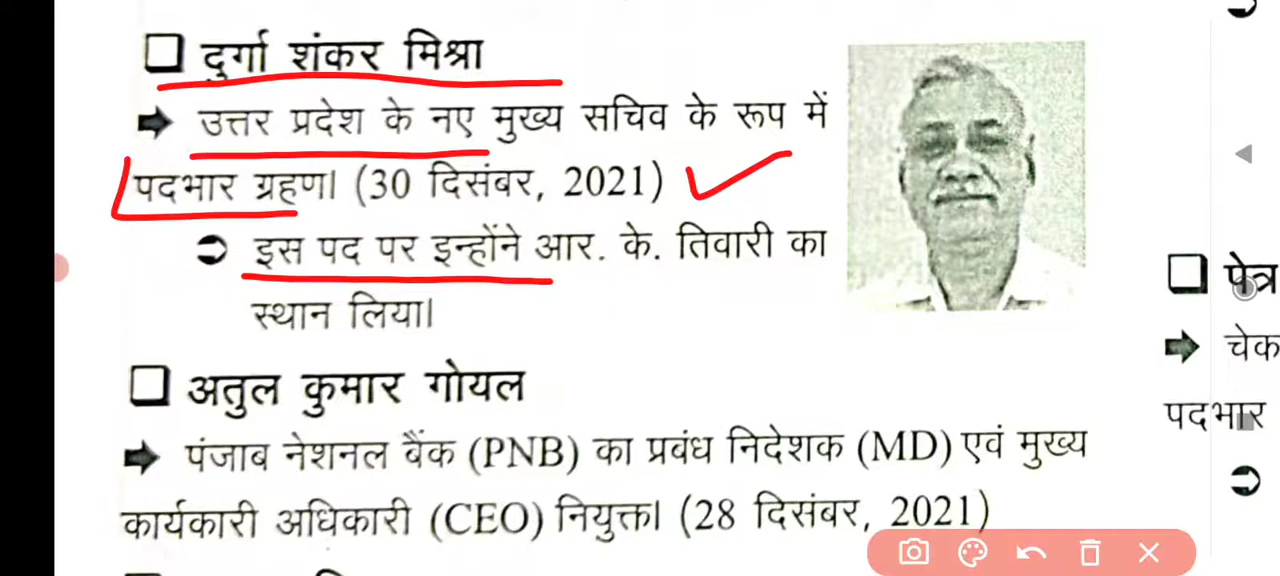 दुर्गा शंकर मिश्रा
उत्तर प्रदेश के नए मुख्य सचिव के रूप में
पदभार ग्रहण। (30 दिसंबर, 2021)
इस पद पर इन्होंने आर. के. तिवारी का
स्थान लिया।
अतुल कुमार गोयल
पंजाब नेशनल बैंक (PNB) का प्रबंध निदेशक (MD) एवं मुख्य
कार्यकारी अधिकारी (CEO) नियुक्त। (28 दिसंबर, 2021)
पेत्र
चेक
पदभार